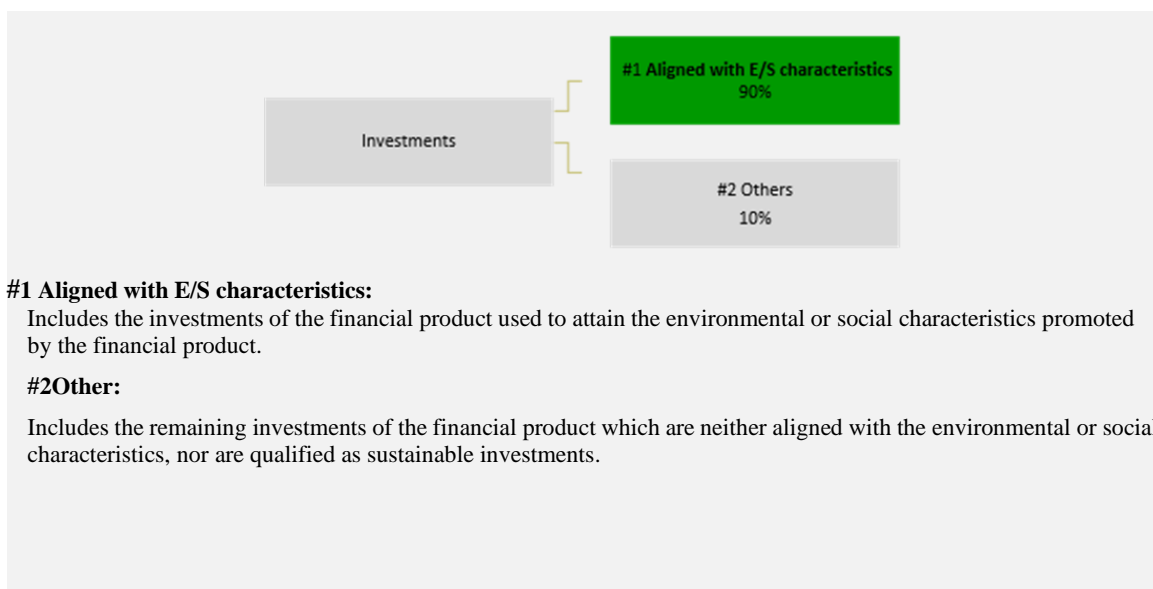 #1 Aligned with E/S characteristics
90%
Investments
#2 Others
10%
#1 Aligned with E/S characteristics:
Includes the investments of the financial product used to attain the environmental or social characteristics promoted
by the financial product.
#2Other:
Includes the remaining investments of the financial product which are neither aligned with the environmental or social
characteristics, nor are qualified as sustainable investments.